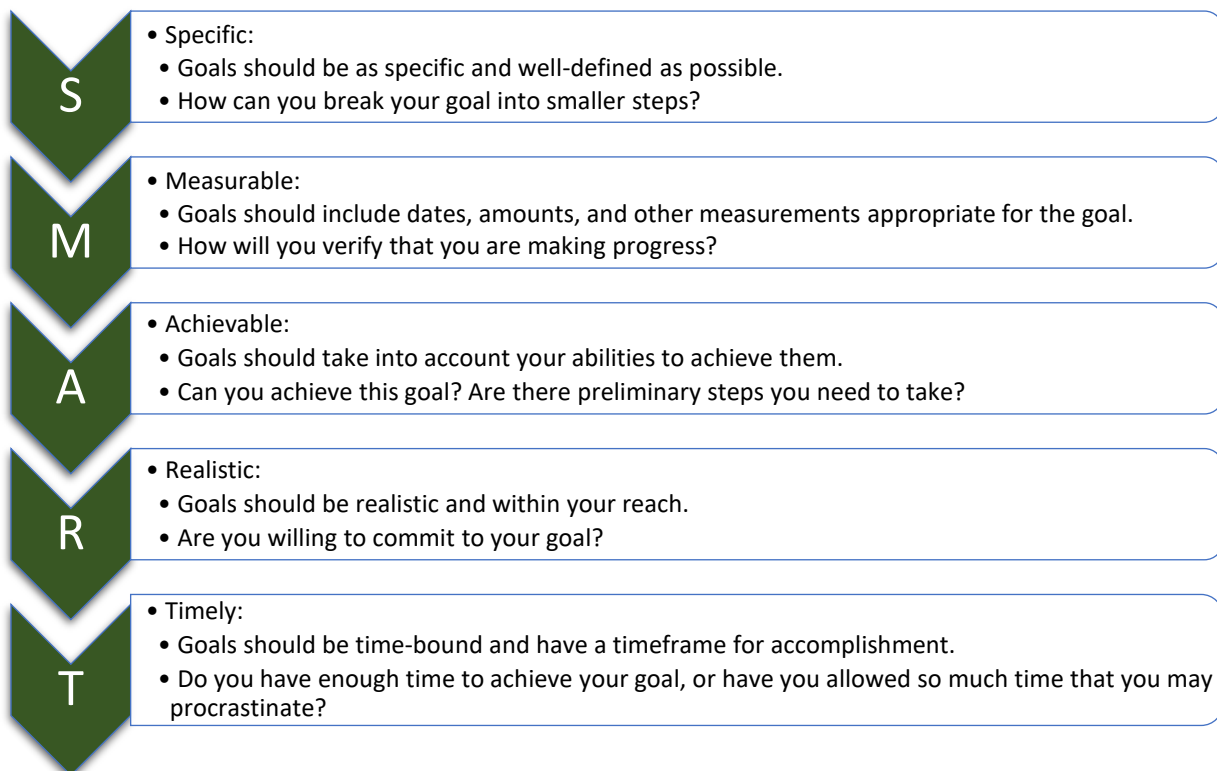 S
• Specific:
• Goals should be as specific and well-defined as possible.
• How can you break your goal into smaller steps?
M
• Measurable:
• Goals should include dates, amounts, and other measurements appropriate for the goal.
• How will you verify that you are making progress?
A
• Achievable:
• Goals should take into account your abilities to achieve them.
• Can you achieve this goal? Are there preliminary steps you need to take?
R
• Realistic:
• Goals should be realistic and within your reach.
• Are you willing to commit to your goal?
T
• Timely:
• Goals should be time-bound and have a timeframe for accomplishment.
• Do you have enough time to achieve your goal, or have you allowed so much time that you may
procrastinate?